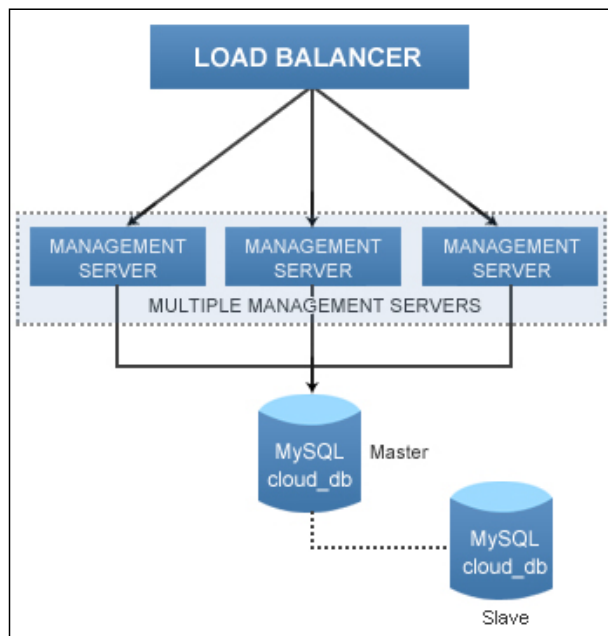 LOAD BALANCER
MANAGEMENT
SERVER
MANAGEMENT
SERVER
MANAGEMENT
SERVER
MULTIPLE MANAGEMENT SERVERS
MySQL
cloud_db
Master
MySQL
cloud_db
Slave